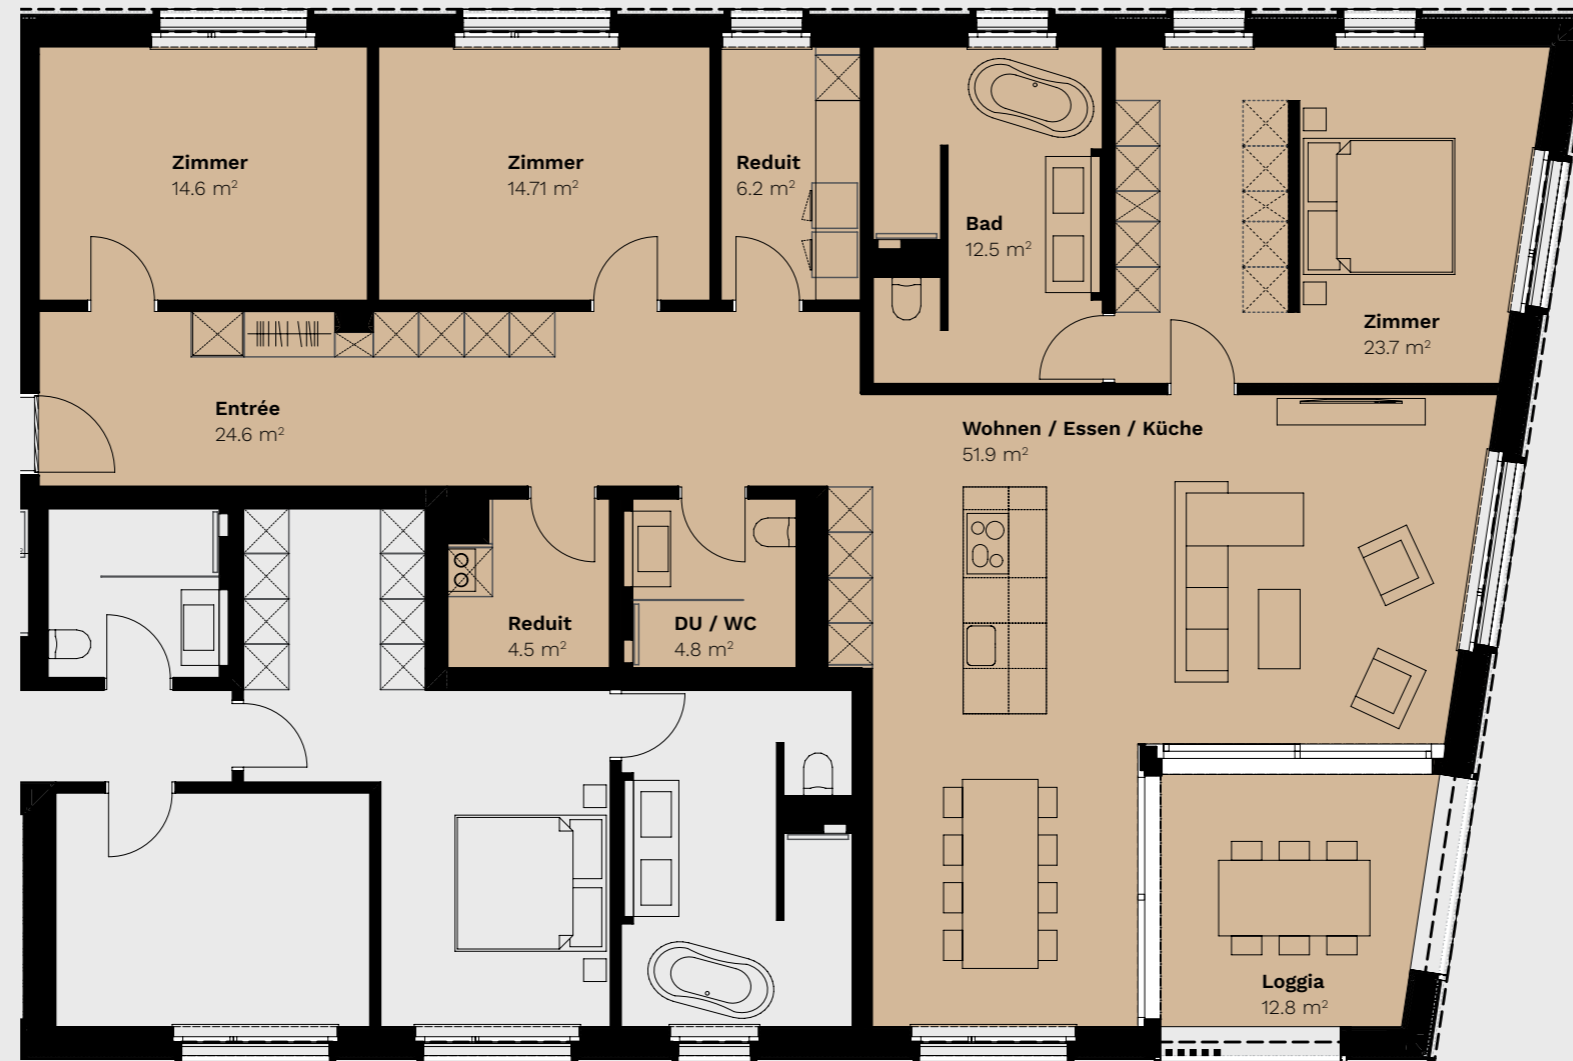 Zimmer
14.6 m²
Zimmer
14.71 m²
Reduit
6.2 m²
Bad
12.5 m²
Zimmer
23.7 m²
Entrée
24.6 m²
Wohnen / Essen / Küche
51.9 m²
Reduit
4.5 m²
DU / WC
4.8 m²
Loggia
12.8 m²